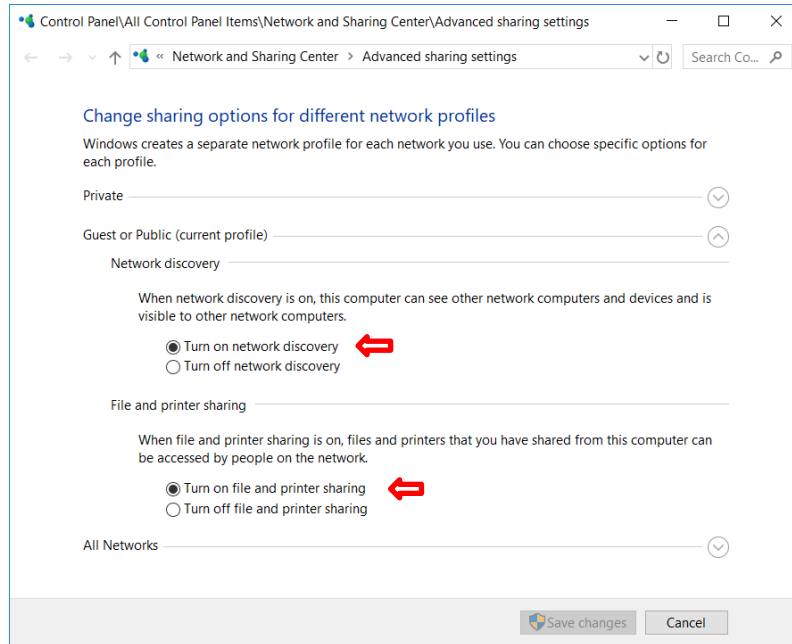 Control Panel\All Control Panel Items\Network and Sharing Center\Advanced sharing settings
« Network and Sharing Center > Advanced sharing settings
Search Co...
Change sharing options for different network profiles
Windows creates a separate network profile for each network you use. You can choose specific options for
each profile.
Private
Guest or Public (current profile)
Network discovery
When network discovery is on, this computer can see other network computers and devices and is
visible to other network computers.
Turn on network discovery
Turn off network discovery
File and printer sharing
When file and printer sharing is on, files and printers that you have shared from this computer can
be accessed by people on the network.
Turn on file and printer sharing
Turn off file and printer sharing
All Networks
Save changes
Cancel